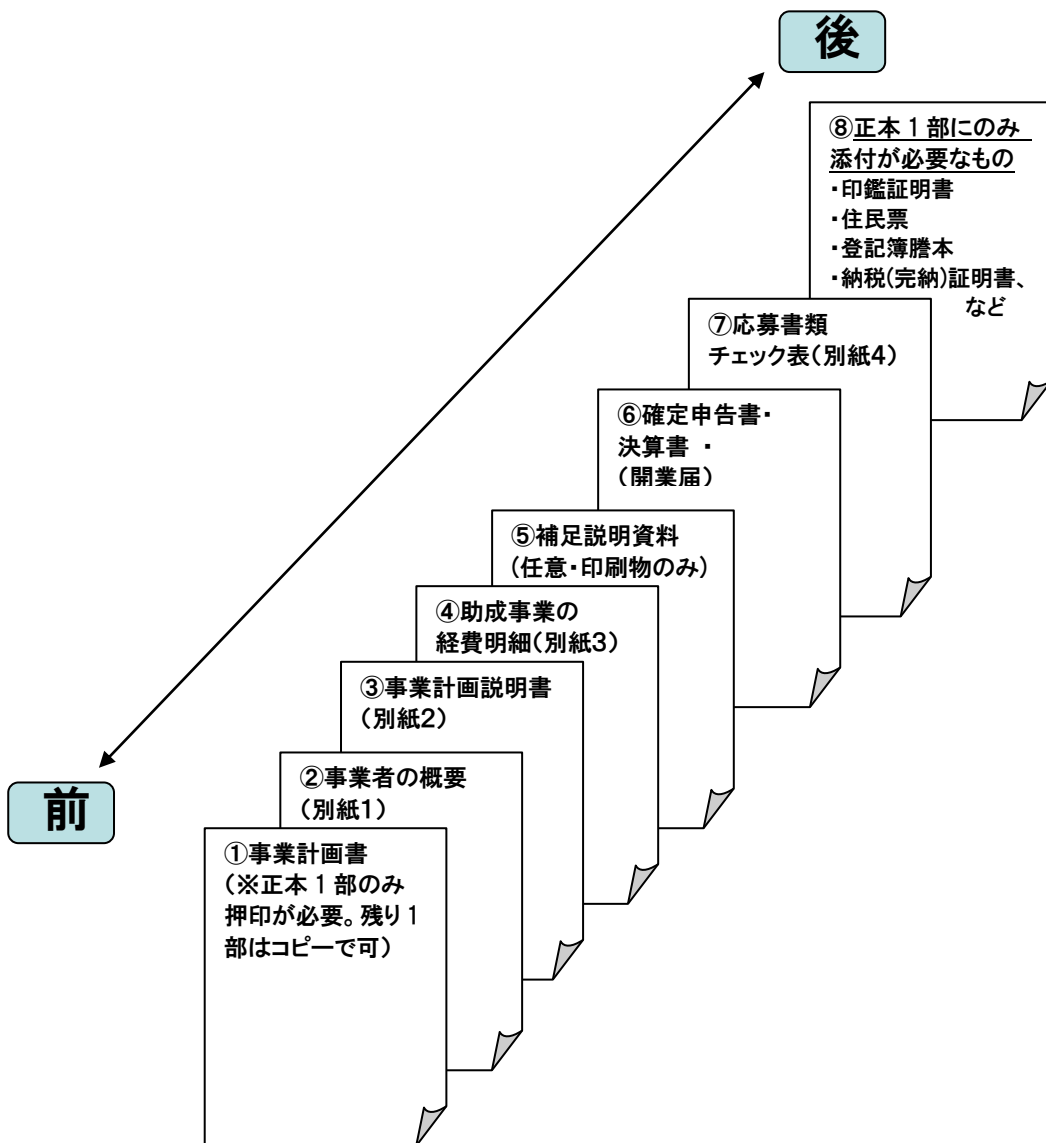 後
⑧正本1部にのみ
添付が必要なもの
・印鑑証明書
・住民票
・登記簿謄本
・納税(完納)証明書、
など
⑦応募書類
チェック表(別紙4)
⑥確定申告書・
決算書 ・
(開業届)
⑤補足説明資料
(任意・印刷物のみ)
④助成事業の
経費明細(別紙3)
③事業計画説明書
(別紙2)
②事業者の概要
(別紙1)
前
①事業計画書
(※正本1部のみ
押印が必要。残り1
部はコピーで可)